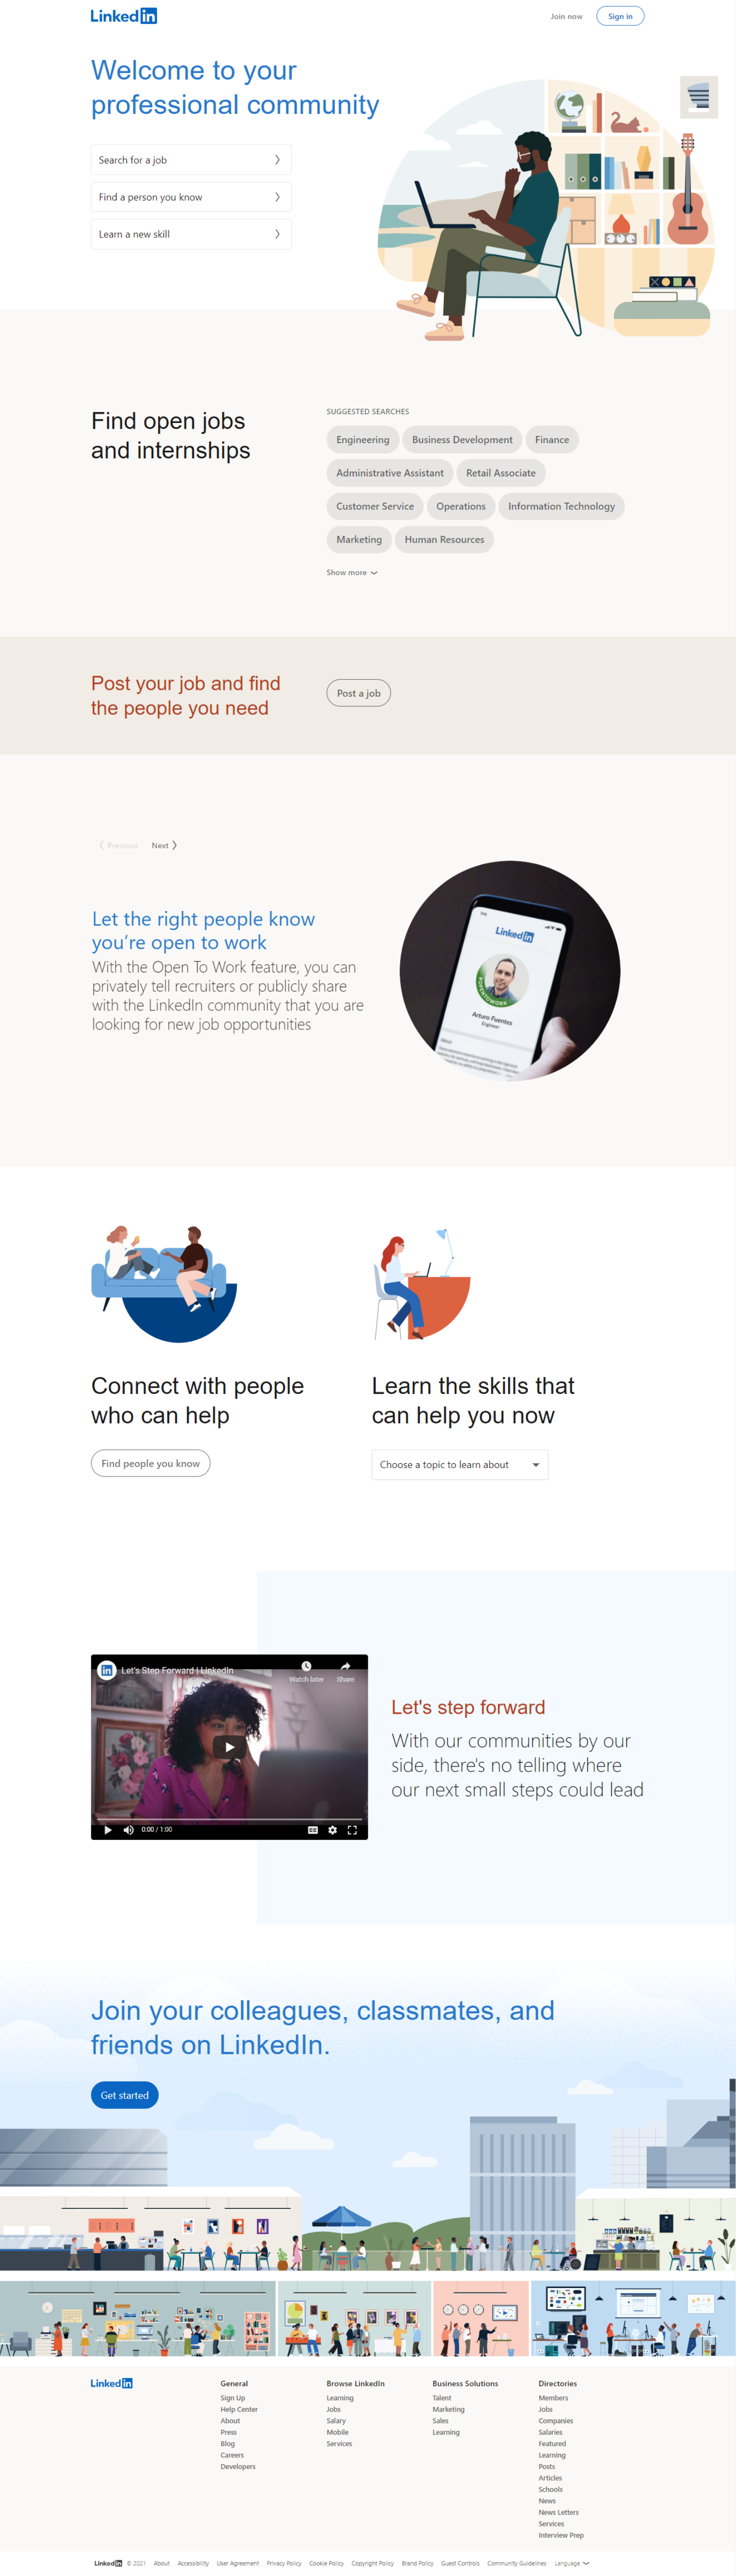 LinkedIn
Join now
Sign in
Welcome to your
professional community
Search for a job
Find a person you know
Learn a new skill
Find open jobs
and internships
SUGGESTED SEARCHES
Engineering
Business Development
Finance
Administrative Assistant
Retail Associate
Customer Service
Operations
Information Technology
Marketing
Human Resources
Show more
Post your job and find
the people you need
Post a job
Previous
Next
Let the right people know
you're open to work
With the Open To Work feature, you can
privately tell recruiters or publicly share
with the LinkedIn community that you are
looking for new job opportunities
LinkedIn
#OPENTOWORK
Arturo Fuentes
Engineer
About
Connect with people
who can help
Find people you know
Learn the skills that
can help you now
Choose a topic to learn about
in
Let's Step Forward | LinkedIn
Watch later
Share
0:00 / 1:00
CC
Let's step forward
With our communities by our
side, there's no telling where
our next small steps could lead
Join your colleagues, classmates, and
friends on LinkedIn.
Get started
LinkedIn
General
Sign Up
Help Center
About
Press
Blog
Careers
Developers
Browse LinkedIn
Learning
Jobs
Salary
Mobile
Services
Business Solutions
Talent
Marketing
Sales
Learning
Directories
Members
Jobs
Companies
Salaries
Featured
Learning
Posts
Articles
Schools
News
News Letters
Services
Interview Prep
LinkedIn © 2021 About Accessibility User Agreement Privacy Policy Cookie Policy Copyright Policy Brand Policy Guest Controls Community Guidelines Language